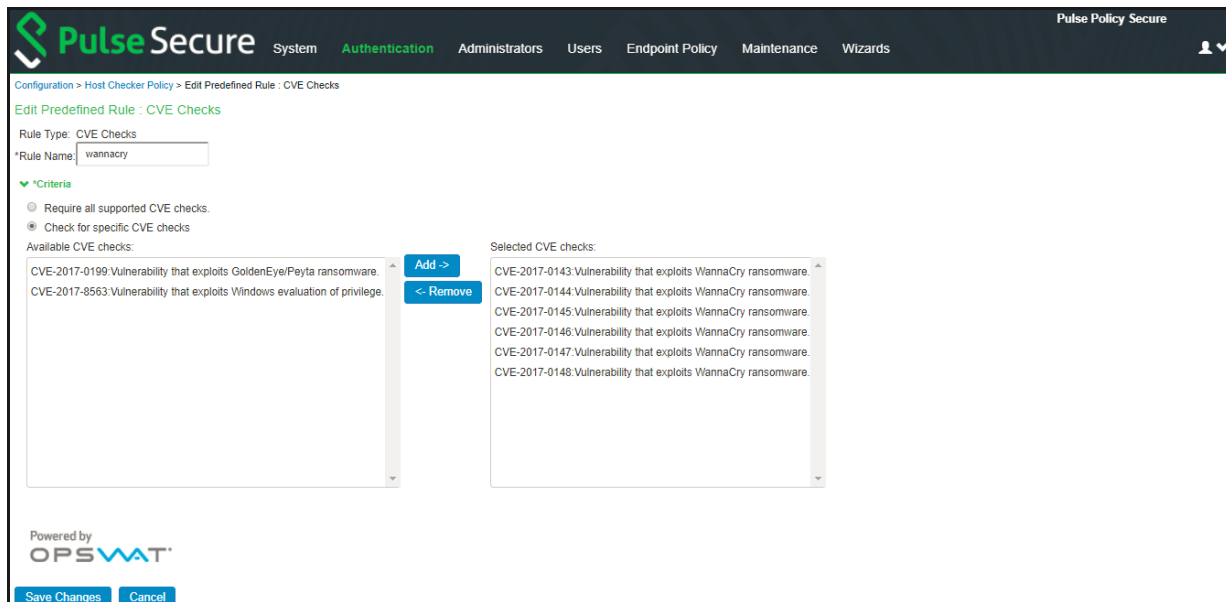 Pulse Policy Secure
Pulse Secure
System Authentication Administrators Users Endpoint Policy Maintenance Wizards
Configuration > Host Checker Policy > Edit Predefined Rule : CVE Checks
Edit Predefined Rule : CVE Checks
Rule Type: CVE Checks
*Rule Name: wannacry
*Criteria
Require all supported CVE checks.
Check for specific CVE checks
Available CVE checks:
CVE-2017-0199:Vulnerability that exploits GoldenEye/Peyta ransomware.
CVE-2017-8563:Vulnerability that exploits Windows evaluation of privilege.
Add ->
<- Remove
Selected CVE checks:
CVE-2017-0143:Vulnerability that exploits WannaCry ransomware.
CVE-2017-0144:Vulnerability that exploits WannaCry ransomware.
CVE-2017-0145:Vulnerability that exploits WannaCry ransomware.
CVE-2017-0146:Vulnerability that exploits WannaCry ransomware.
CVE-2017-0147:Vulnerability that exploits WannaCry ransomware.
CVE-2017-0148:Vulnerability that exploits WannaCry ransomware.
Powered by
OPSWAT
Save Changes Cancel